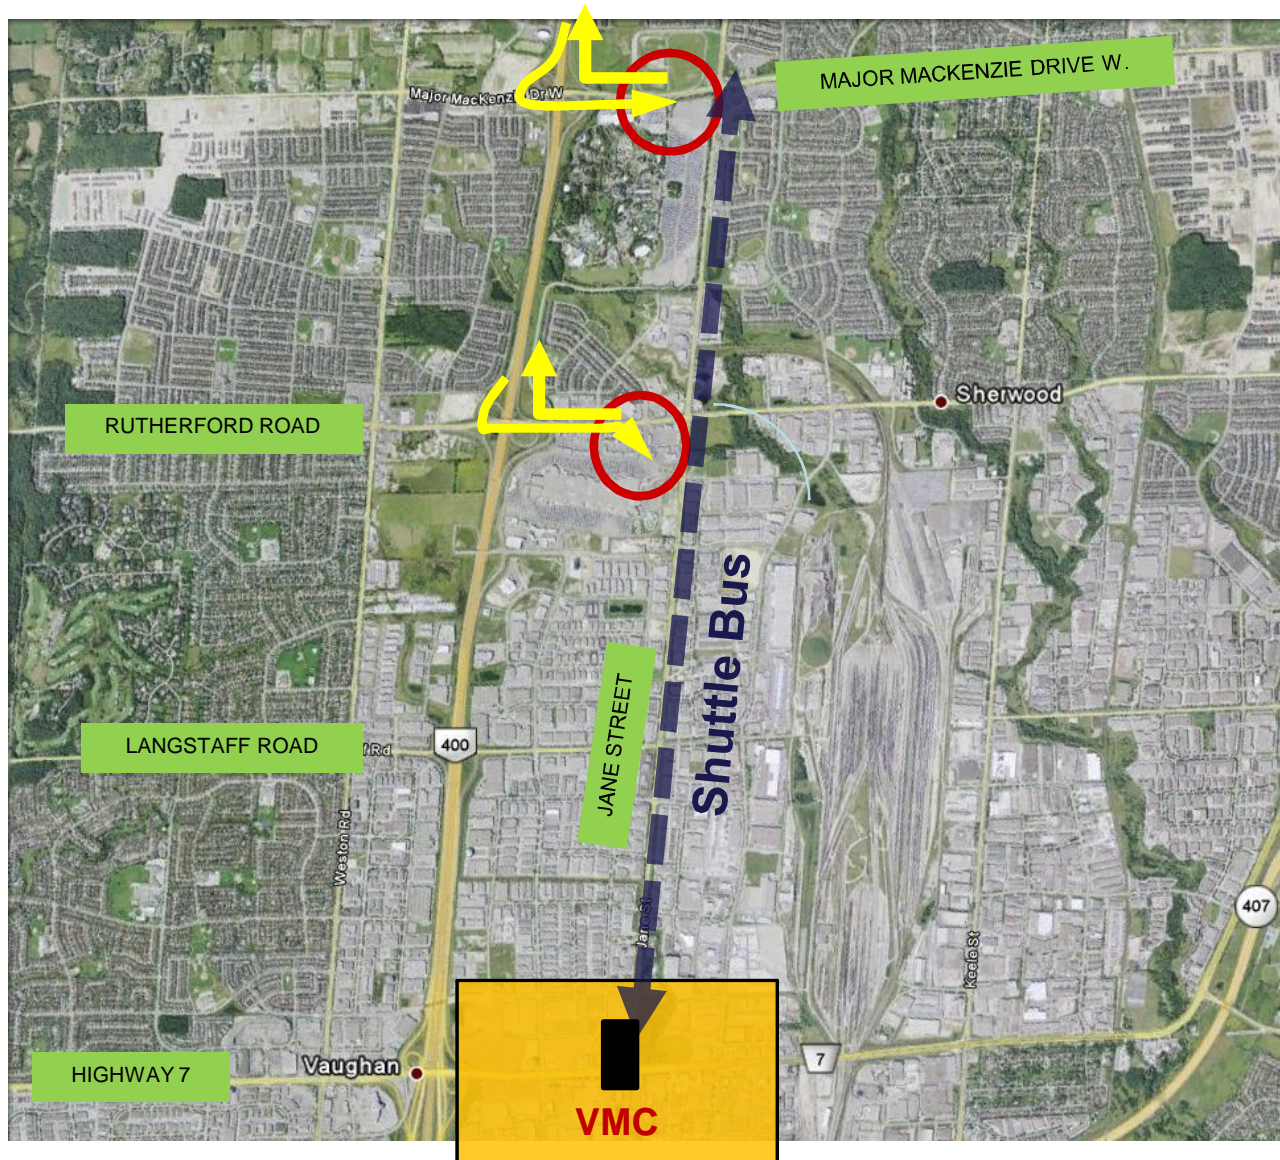 MAJOR MACKENZIE DRIVE W.
Major MacKenzie Dr W
Sherwood
RUTHERFORD ROAD
Shuttle Bus
JANE STREET
LANGSTAFF ROAD
Rd
400
Weston Rd
407
Jane St
Keele St
7
Vaughan
HIGHWAY 7
VMC